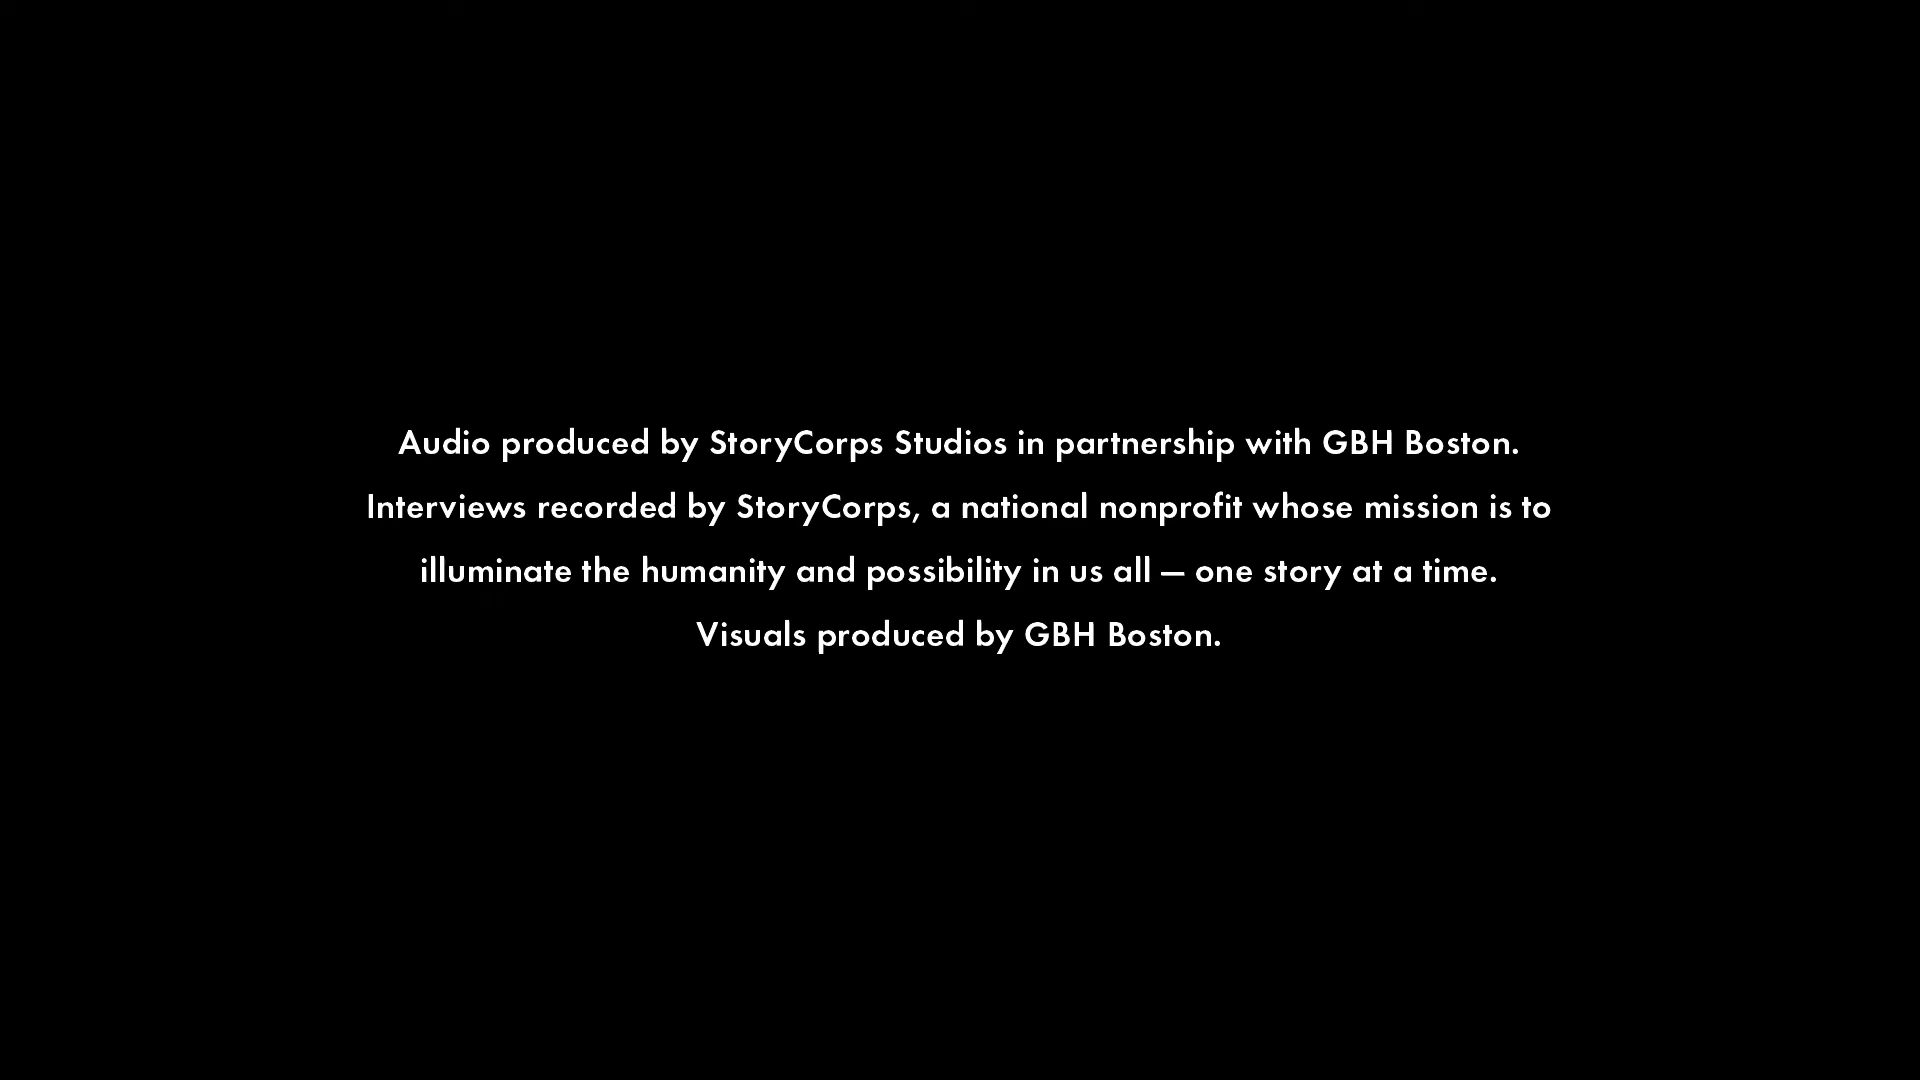 Audio produced by StoryCorps Studios in partnership with GBH Boston.
Interviews recorded by StoryCorps, a national nonprofit whose mission is to
illuminate the humanity and possibility in us all — one story at a time.
Visuals produced by GBH Boston.